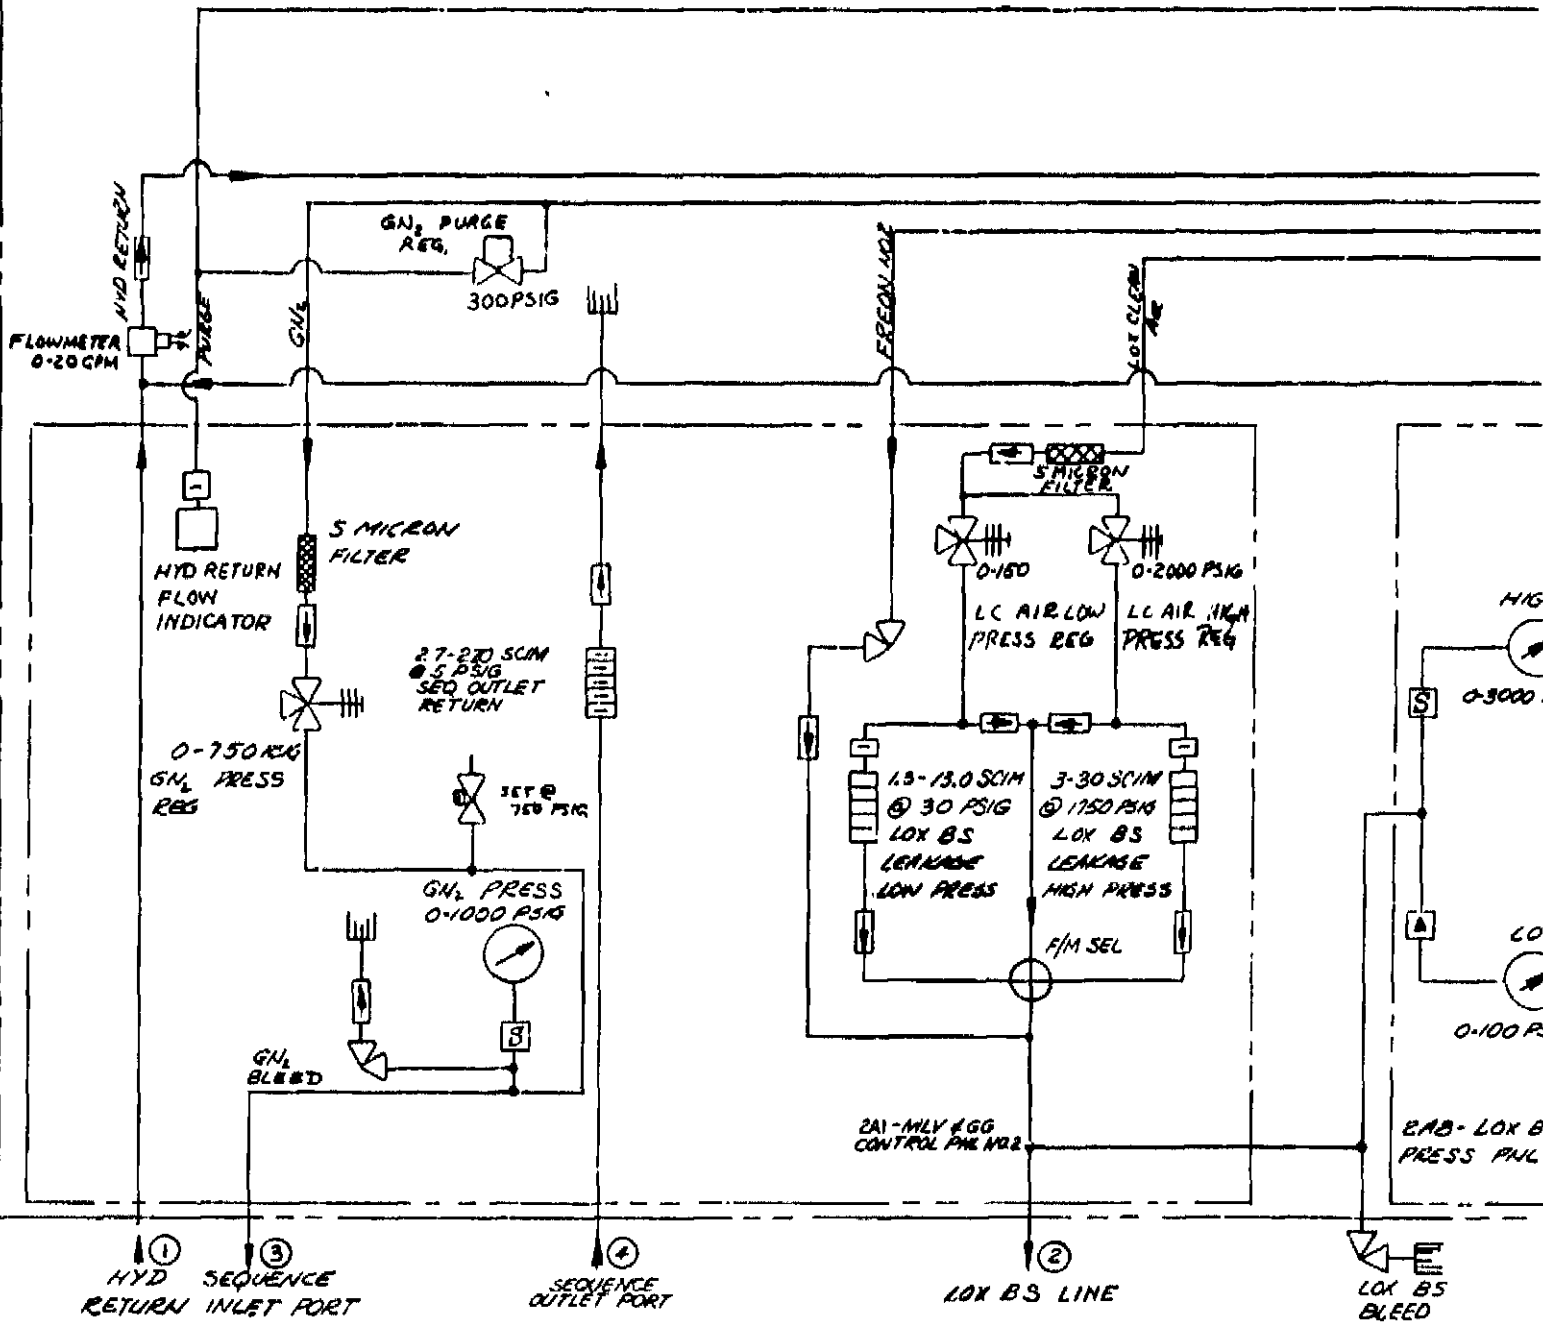 HYD RETURN
PURGE
GN₂
GN₂ PURGE
REG.
300 PSIG
FREON NO.2
LOX CLEAN
FLOWMETER
0-20 GPM
5 MICRON
FILTER
5 MICRON
FILTER
HYD RETURN
FLOW
INDICATOR
0-150
0-2000 PSIG
LC AIR LOW
PRESS REG
LC AIR HIGH
PRESS REG
2.7-270 SCIM
@ 5 PSIG
SEQ OUTLET
RETURN
HIG
0-3000
S
0-750 PSIG
GN₂ PRESS
REG
SET @
750 PSIG
1.3-13.0 SCIM
@ 30 PSIG
LOX BS
LEAKAGE
LOW PRESS
3-30 SCIM
@ 1750 PSIG
LOX BS
LEAKAGE
HIGH PRESS
GN₂ PRESS
0-1000 PSIG
F/M SEL
LO
0-100 PS
S
GN₂
BLEED
2A1-MLV & GG
CONTROL PNL NO.2
2AB- LOX B
PRESS PNL
1
HYD
RETURN
3
SEQUENCE
INLET PORT
4
SEQUENCE
OUTLET PORT
2
LOX BS LINE
LOX BS
BLEED